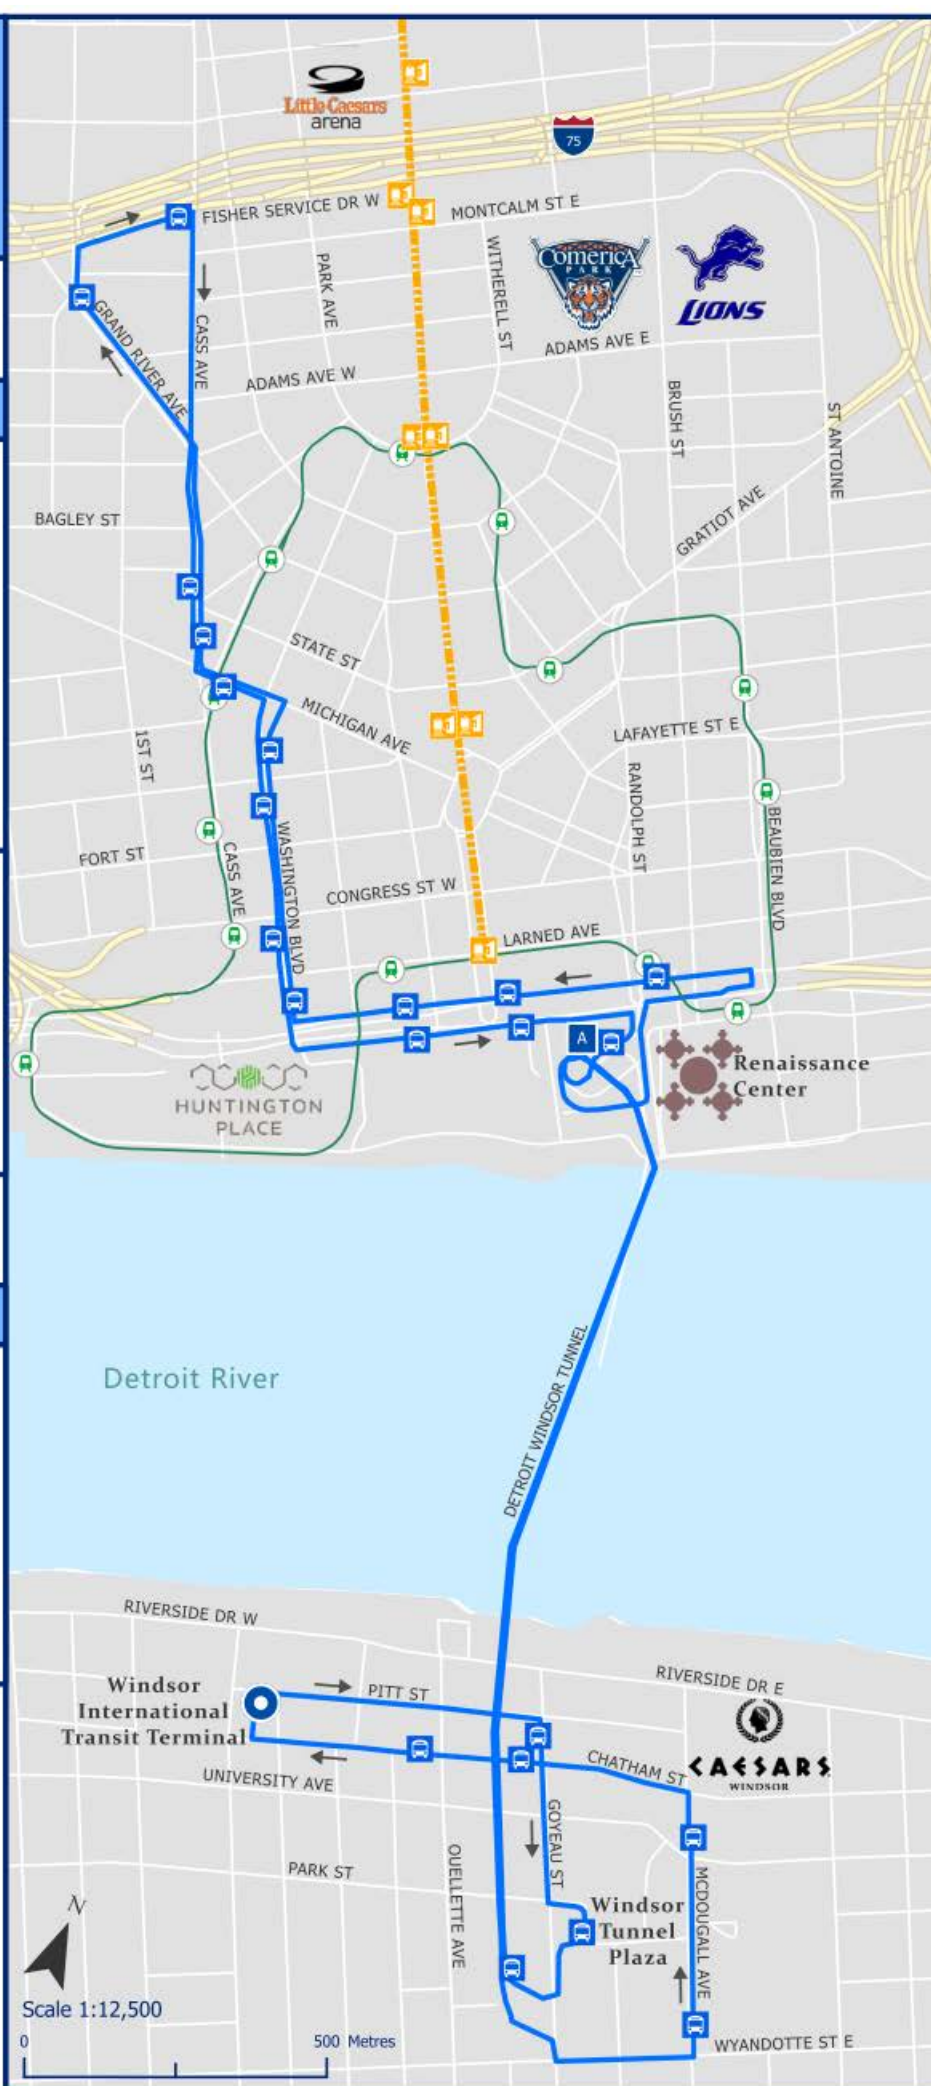 Little Caesars
arena
75
FISHER SERVICE DR W
MONTCALM ST E
COMERICA
PARK
LIONS
PARK AVE
WITHERELL ST
CASS AVE
GRAND RIVER AVE
ADAMS AVE W
ADAMS AVE E
BRUSH ST
ST ANTOINE
BAGLEY ST
GRATIOT AVE
STATE ST
MICHIGAN AVE
LAFAYETTE ST E
1ST ST
RANDOLPH ST
BEAUBIEN BLVD
FORT ST
CASS AVE
WASHINGTON BLVD
CONGRESS ST W
LARNED AVE
A
Renaissance
Center
HUNTINGTON
PLACE
Detroit River
DETROIT WINDSOR TUNNEL
RIVERSIDE DR W
RIVERSIDE DR E
Windsor
International
Transit Terminal
PITT ST
CAESARS
WINDSOR
CHATHAM ST
UNIVERSITY AVE
GOYEAU ST
PARK ST
OUELLETTE AVE
Windsor
Tunnel
Plaza
MCDOUGALL AVE
WYANDOTTE ST E
N
Scale 1:12,500
0 500 Metres